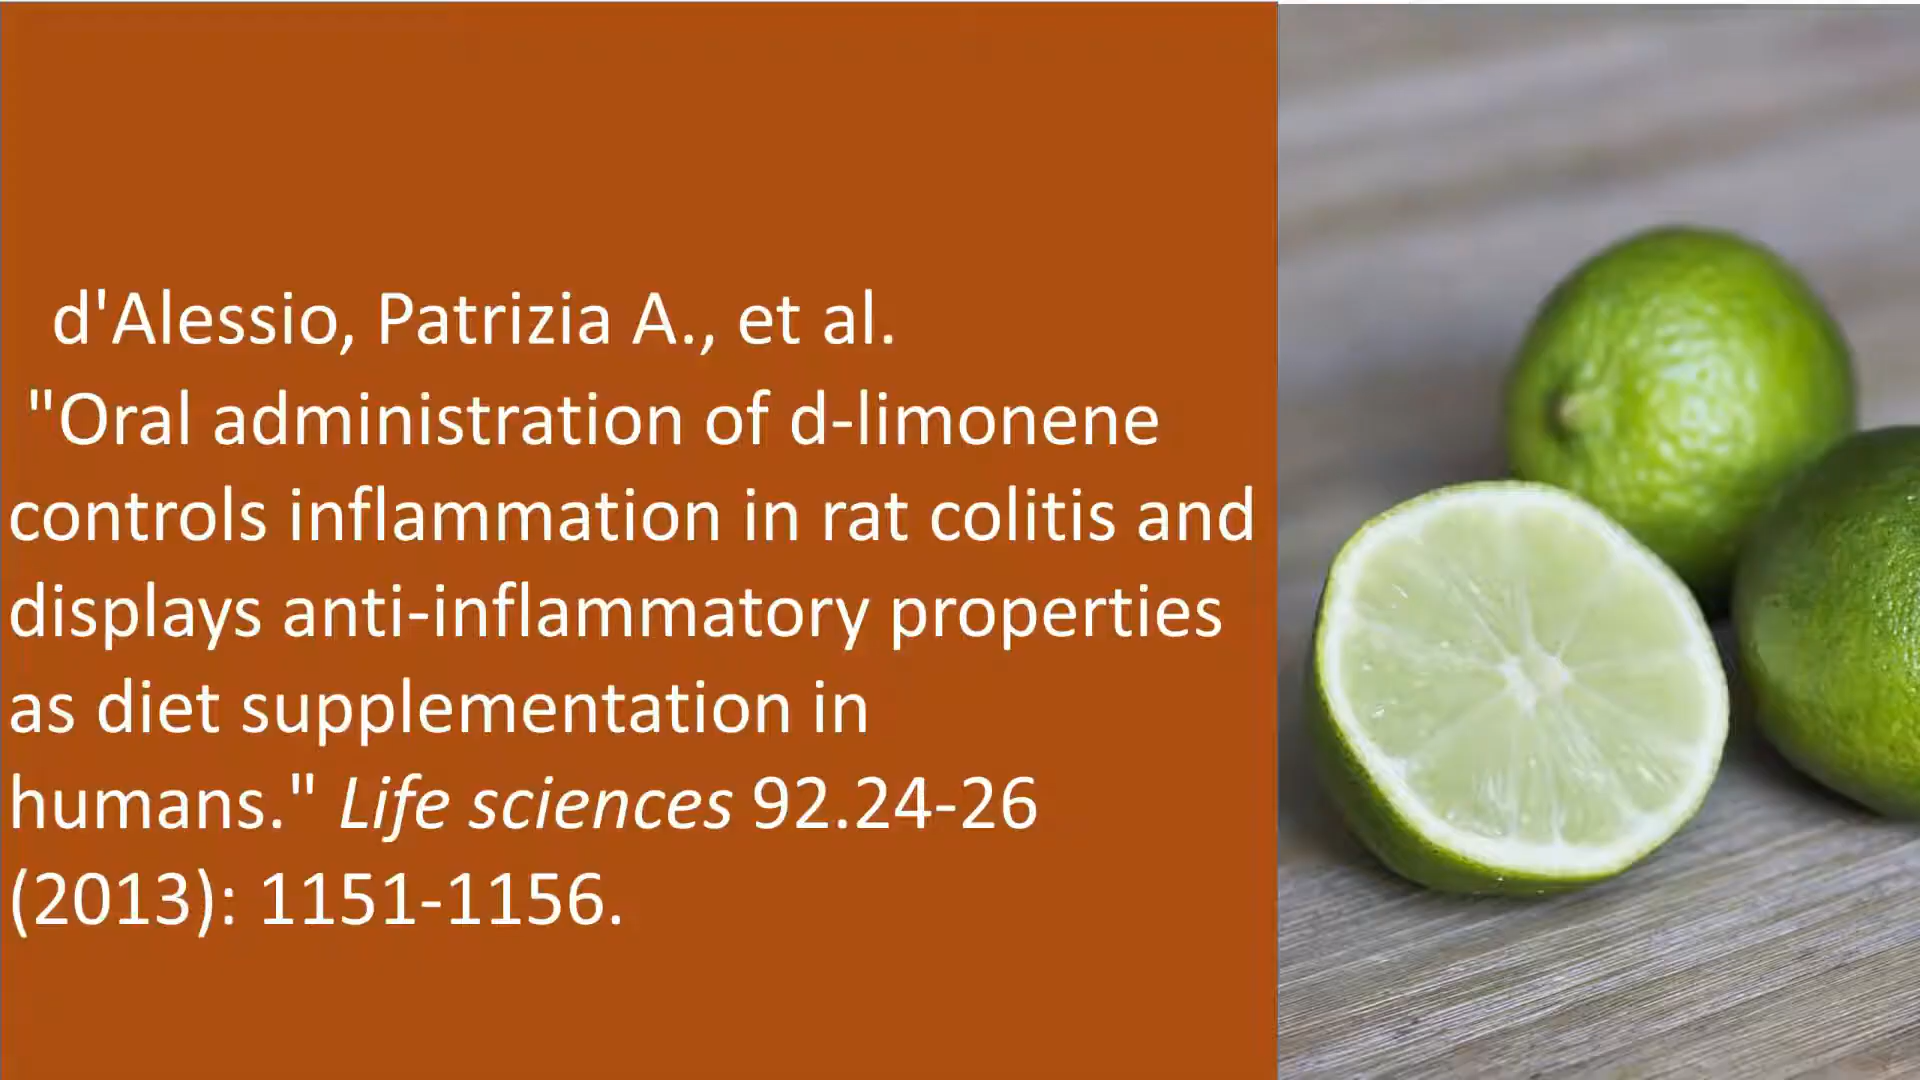 d'Alessio, Patrizia A., et al.
"Oral administration of d-limonene
controls inflammation in rat colitis and
displays anti-inflammatory properties
as diet supplementation in
humans." Life sciences 92.24-26
(2013): 1151-1156.